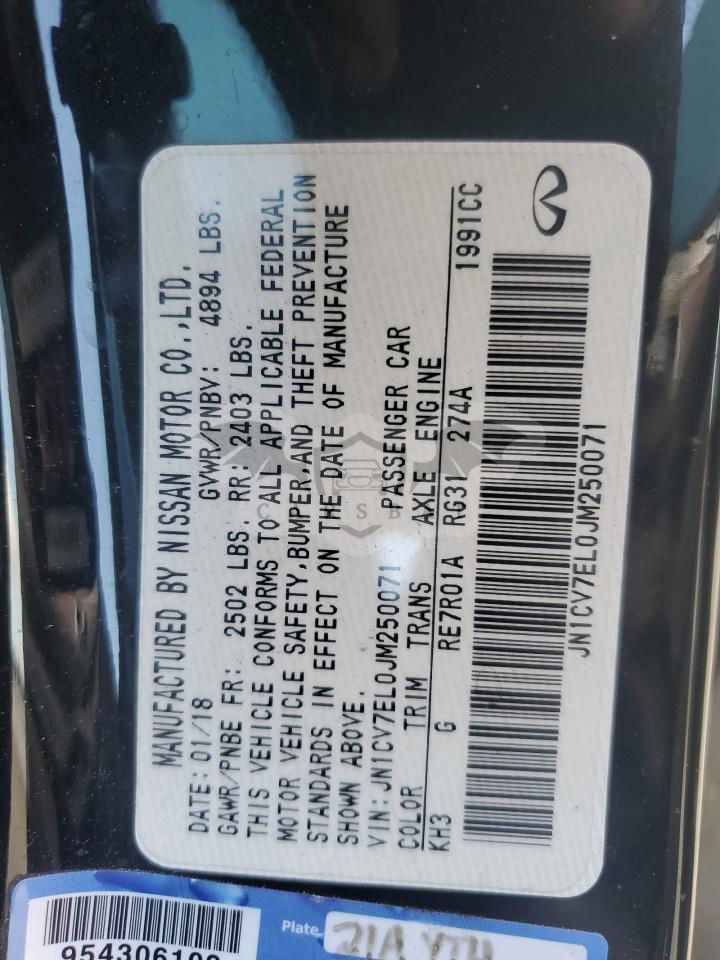 MANUFACTURED BY NISSAN MOTOR CO.,LTD.
DATE: 01/18 GVWR/PNBV: 4894 LBS.
GAWR/PNBE FR: 2502 LBS. RR: 2403 LBS.
THIS VEHICLE CONFORMS TO ALL APPLICABLE FEDERAL
MOTOR VEHICLE SAFETY,BUMPER,AND THEFT PREVENTION
STANDARDS IN EFFECT ON THE DATE OF MANUFACTURE
SHOWN ABOVE.
VIN:JN1CV7EL0JM250071 PASSENGER CAR
COLOR TRIM TRANS AXLE ENGINE
KH3 G RE7R01A RG31 274A 1991CC
JN1CV7EL0JM250071
Plate